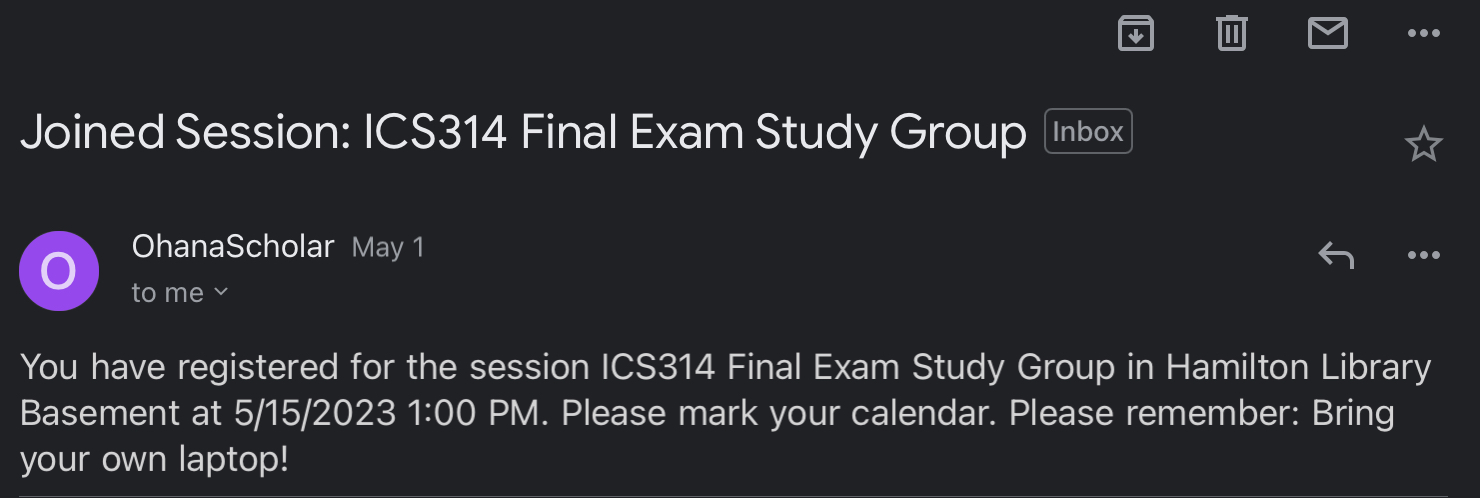 Joined Session: ICS314 Final Exam Study Group Inbox
O
OhanaScholar May 1
to me
You have registered for the session ICS314 Final Exam Study Group in Hamilton Library
Basement at 5/15/2023 1:00 PM. Please mark your calendar. Please remember: Bring
your own laptop!